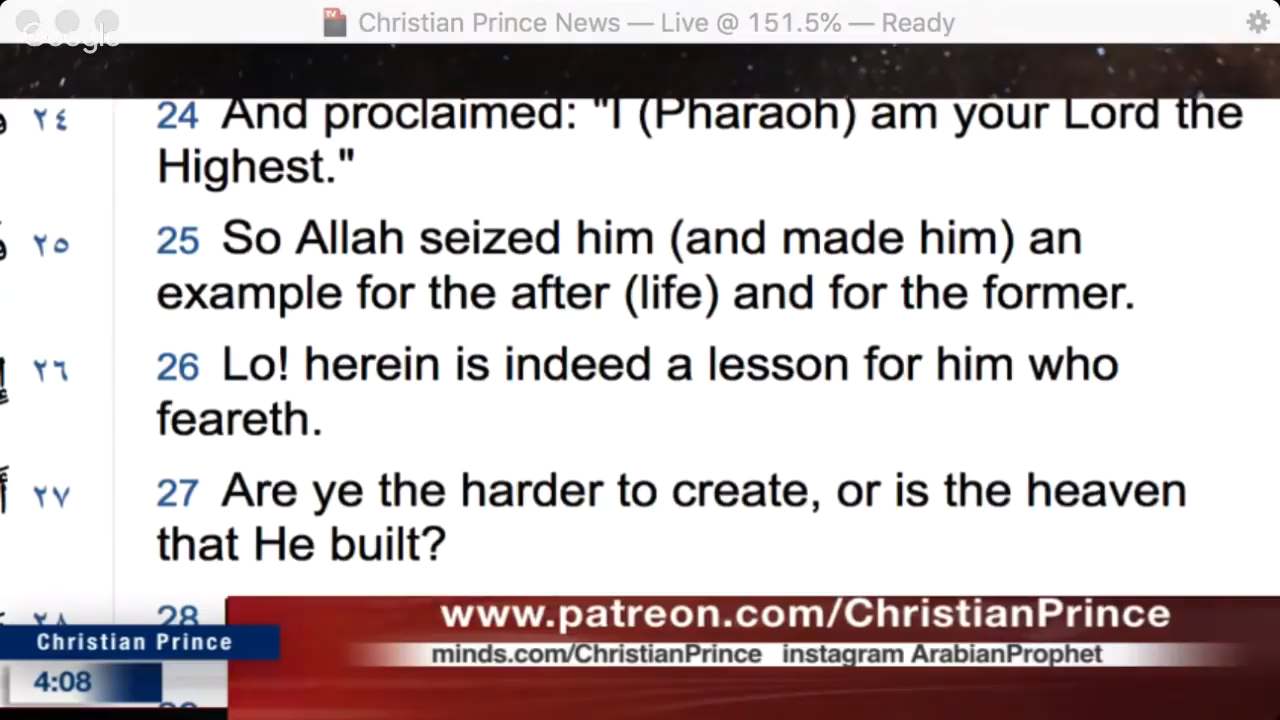 Christian Prince News — Live @ 151.5% — Ready
Google
٢٤ 24 And proclaimed: "I (Pharaoh) am your Lord the
Highest."
٢٥ 25 So Allah seized him (and made him) an
example for the after (life) and for the former.
٢٦ 26 Lo! herein is indeed a lesson for him who
feareth.
٢٧ 27 Are ye the harder to create, or is the heaven
that He built?
٢٨ 28
www.patreon.com/ChristianPrince
Christian Prince
minds.com/ChristianPrince instagram ArabianProphet
4:08